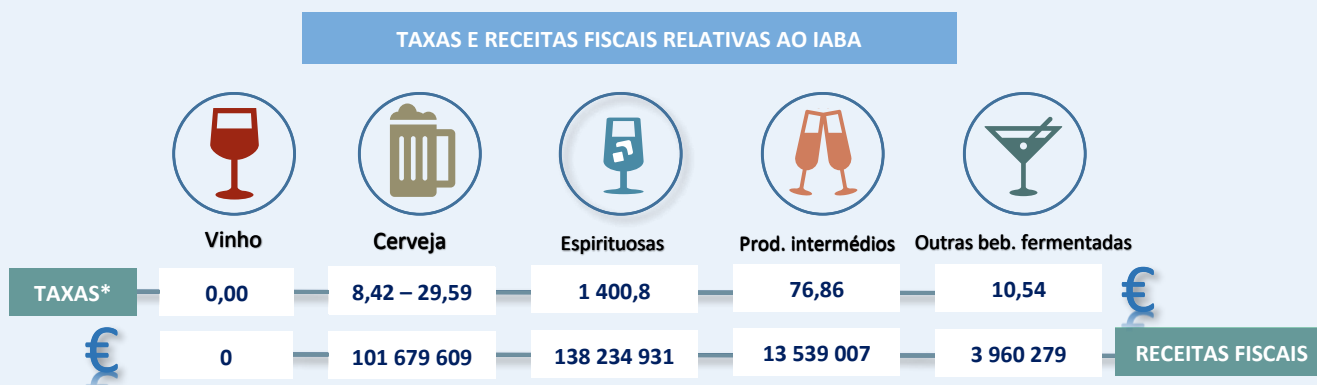 TAXAS E RECEITAS FISCAIS RELATIVAS AO IABA
Vinho Cerveja Espirituosas Prod. intermédios Outras beb. fermentadas
TAXAS* 0,00 8,42 – 29,59 1 400,8 76,86 10,54 €
€ 0 101 679 609 138 234 931 13 539 007 3 960 279 RECEITAS FISCAIS